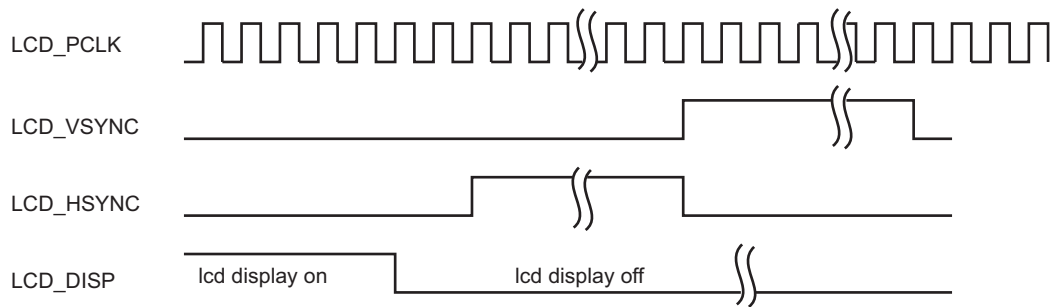 LCD_PCLK
LCD_VSYNC
LCD_HSYNC
LCD_DISP lcd display on lcd display off